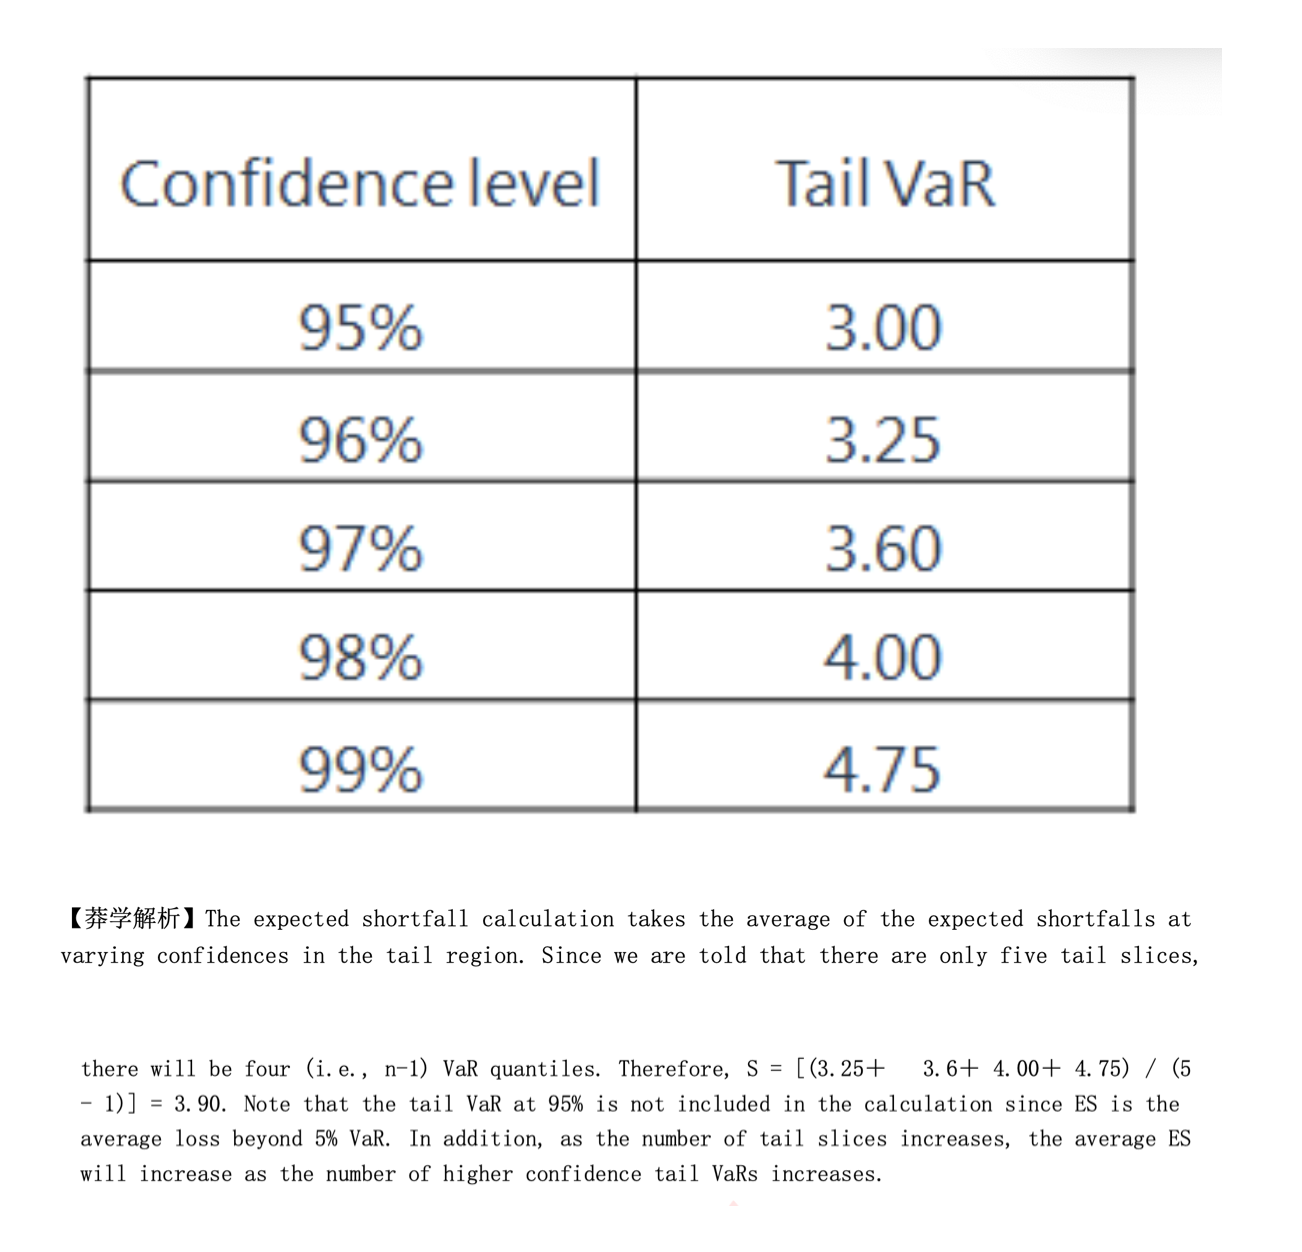 Confidence level Tail VaR
95% 3.00
96% 3.25
97% 3.60
98% 4.00
99% 4.75
【莽学解析】The expected shortfall calculation takes the average of the expected shortfalls at
varying confidences in the tail region. Since we are told that there are only five tail slices,
there will be four (i.e., n-1) VaR quantiles. Therefore, S = [(3.25+ 3.6+ 4.00+ 4.75) / (5
- 1)] = 3.90. Note that the tail VaR at 95% is not included in the calculation since ES is the
average loss beyond 5% VaR. In addition, as the number of tail slices increases, the average ES
will increase as the number of higher confidence tail VaRs increases.